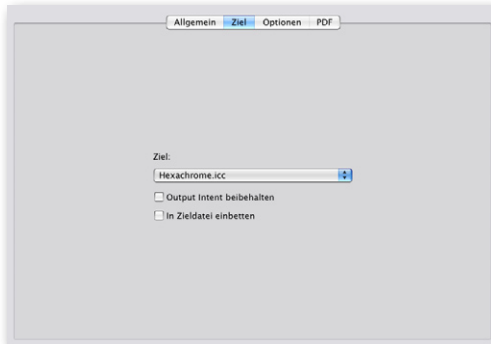 Allgemein Ziel Optionen PDF
Ziel:
Hexachrome.icc
Output Intent beibehalten
In Zieldatei einbetten